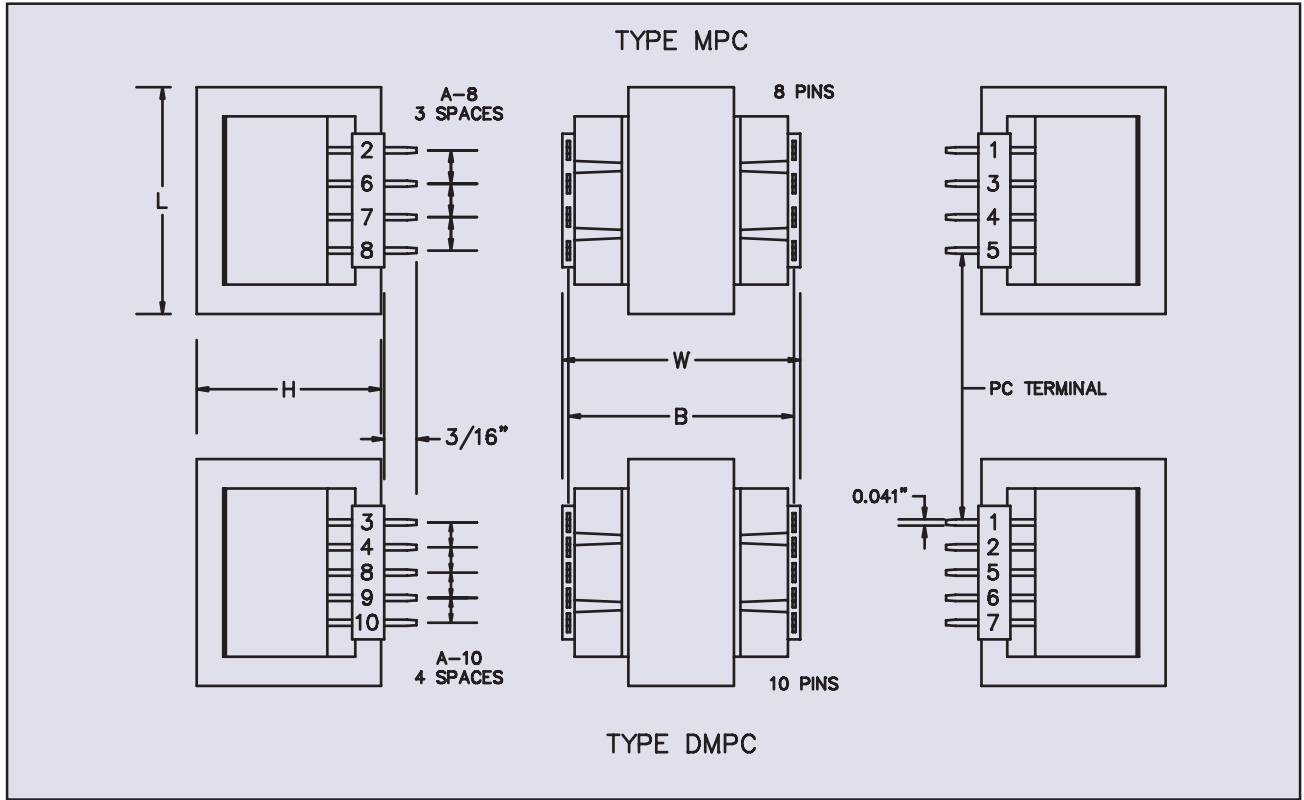 TYPE MPC
A-8
3 SPACES
8 PINS
2
6
7
8
1
3
4
5
L
W
H
B
PC TERMINAL
3/16"
0.041"
3
4
8
9
10
1
2
5
6
7
A-10
4 SPACES
10 PINS
TYPE DMPC